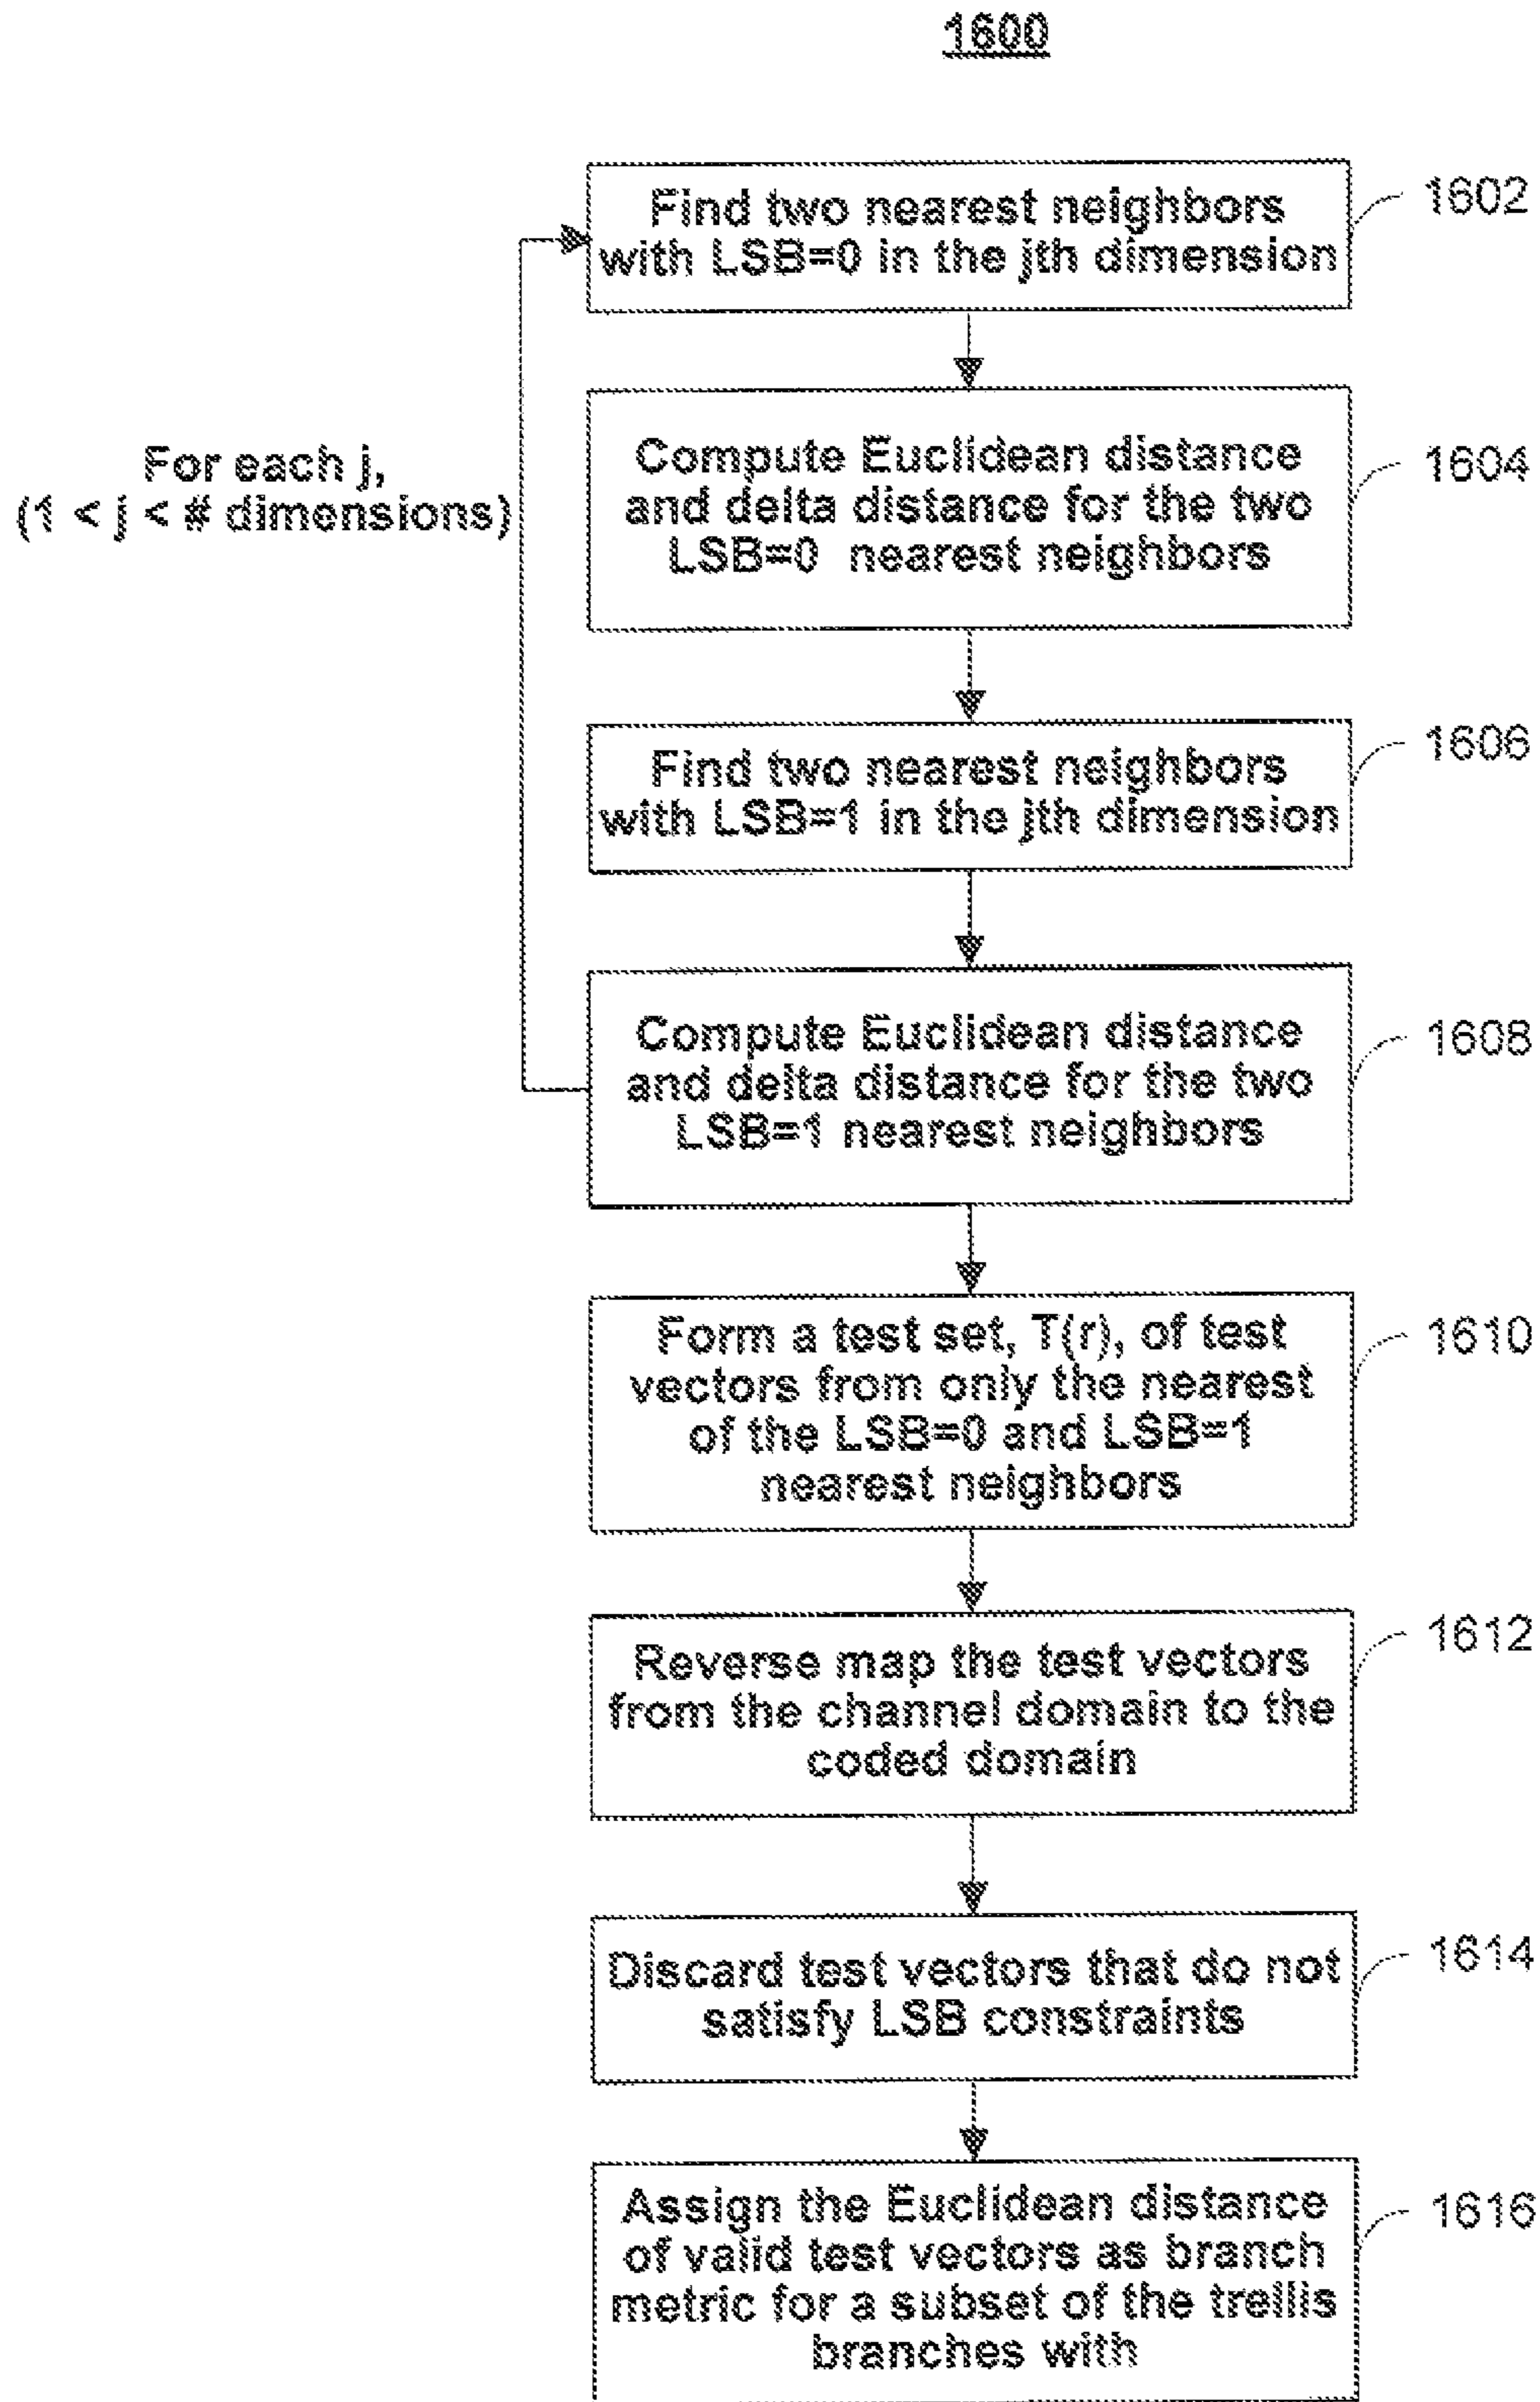 1600
Find two nearest neighbors
with LSB=0 in the jth dimension
1602
For each j,
(1 < j < # dimensions)
Compute Euclidean distance
and delta distance for the two
LSB=0 nearest neighbors
1604
Find two nearest neighbors
with LSB=1 in the jth dimension
1606
Compute Euclidean distance
and delta distance for the two
LSB=1 nearest neighbors
1608
Form a test set, T(r), of test
vectors from only the nearest
of the LSB=0 and LSB=1
nearest neighbors
1610
Reverse map the test vectors
from the channel domain to the
coded domain
1612
Discard test vectors that do not
satisfy LSB constraints
1614
Assign the Euclidean distance
of valid test vectors as branch
metric for a subset of the trellis
branches with
1616